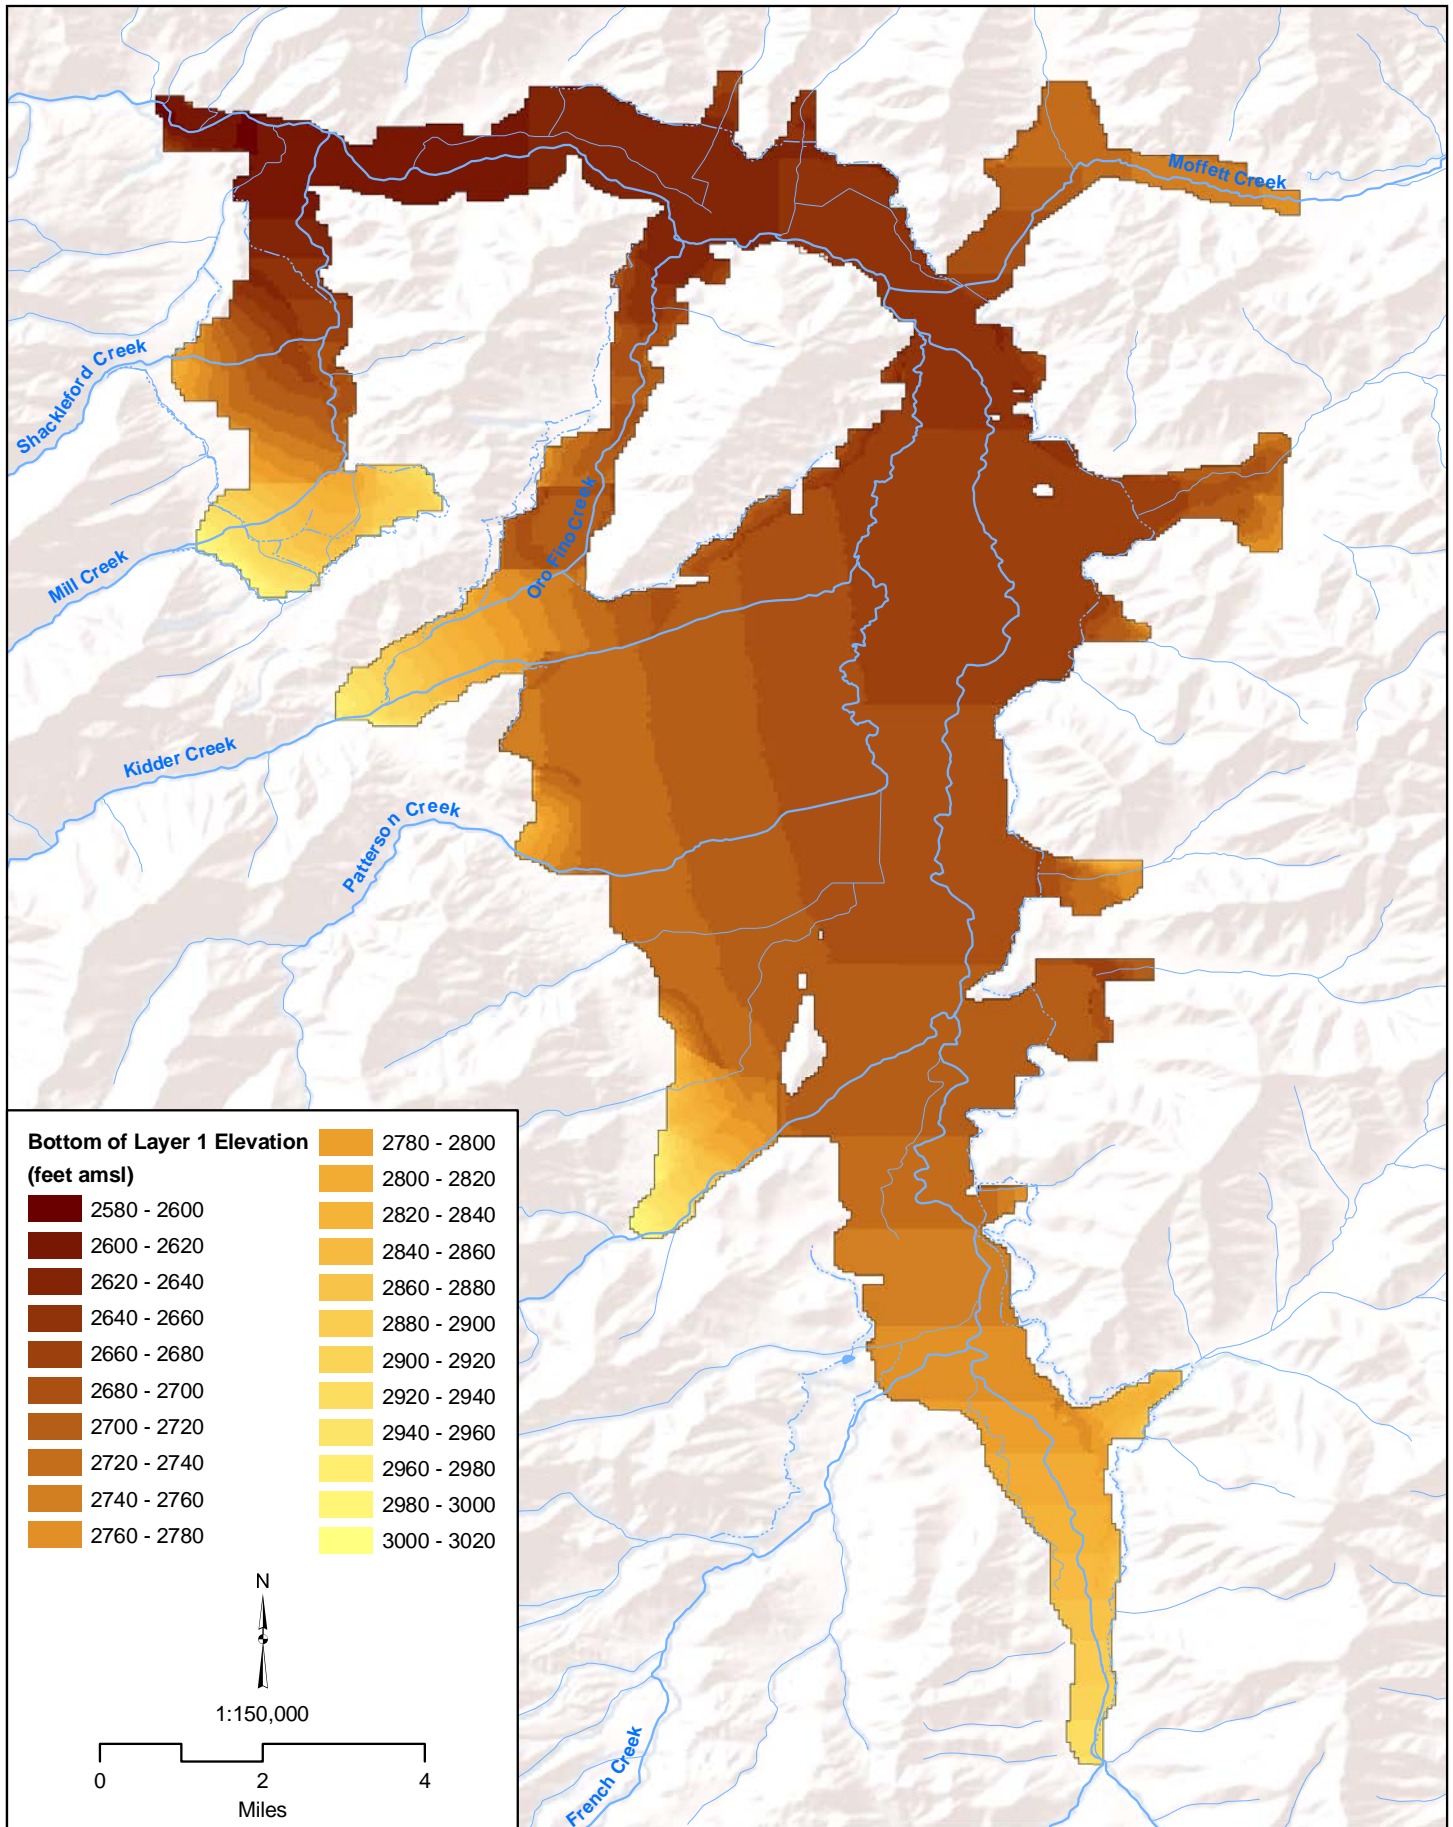 Moffett Creek
Shackleford Creek
Mill Creek
Oro Fino Creek
Kidder Creek
Patterson Creek
French Creek
Bottom of Layer 1 Elevation
(feet amsl)
2580 - 2600
2600 - 2620
2620 - 2640
2640 - 2660
2660 - 2680
2680 - 2700
2700 - 2720
2720 - 2740
2740 - 2760
2760 - 2780
2780 - 2800
2800 - 2820
2820 - 2840
2840 - 2860
2860 - 2880
2880 - 2900
2900 - 2920
2920 - 2940
2940 - 2960
2960 - 2980
2980 - 3000
3000 - 3020
N
1:150,000
0 2 4
Miles